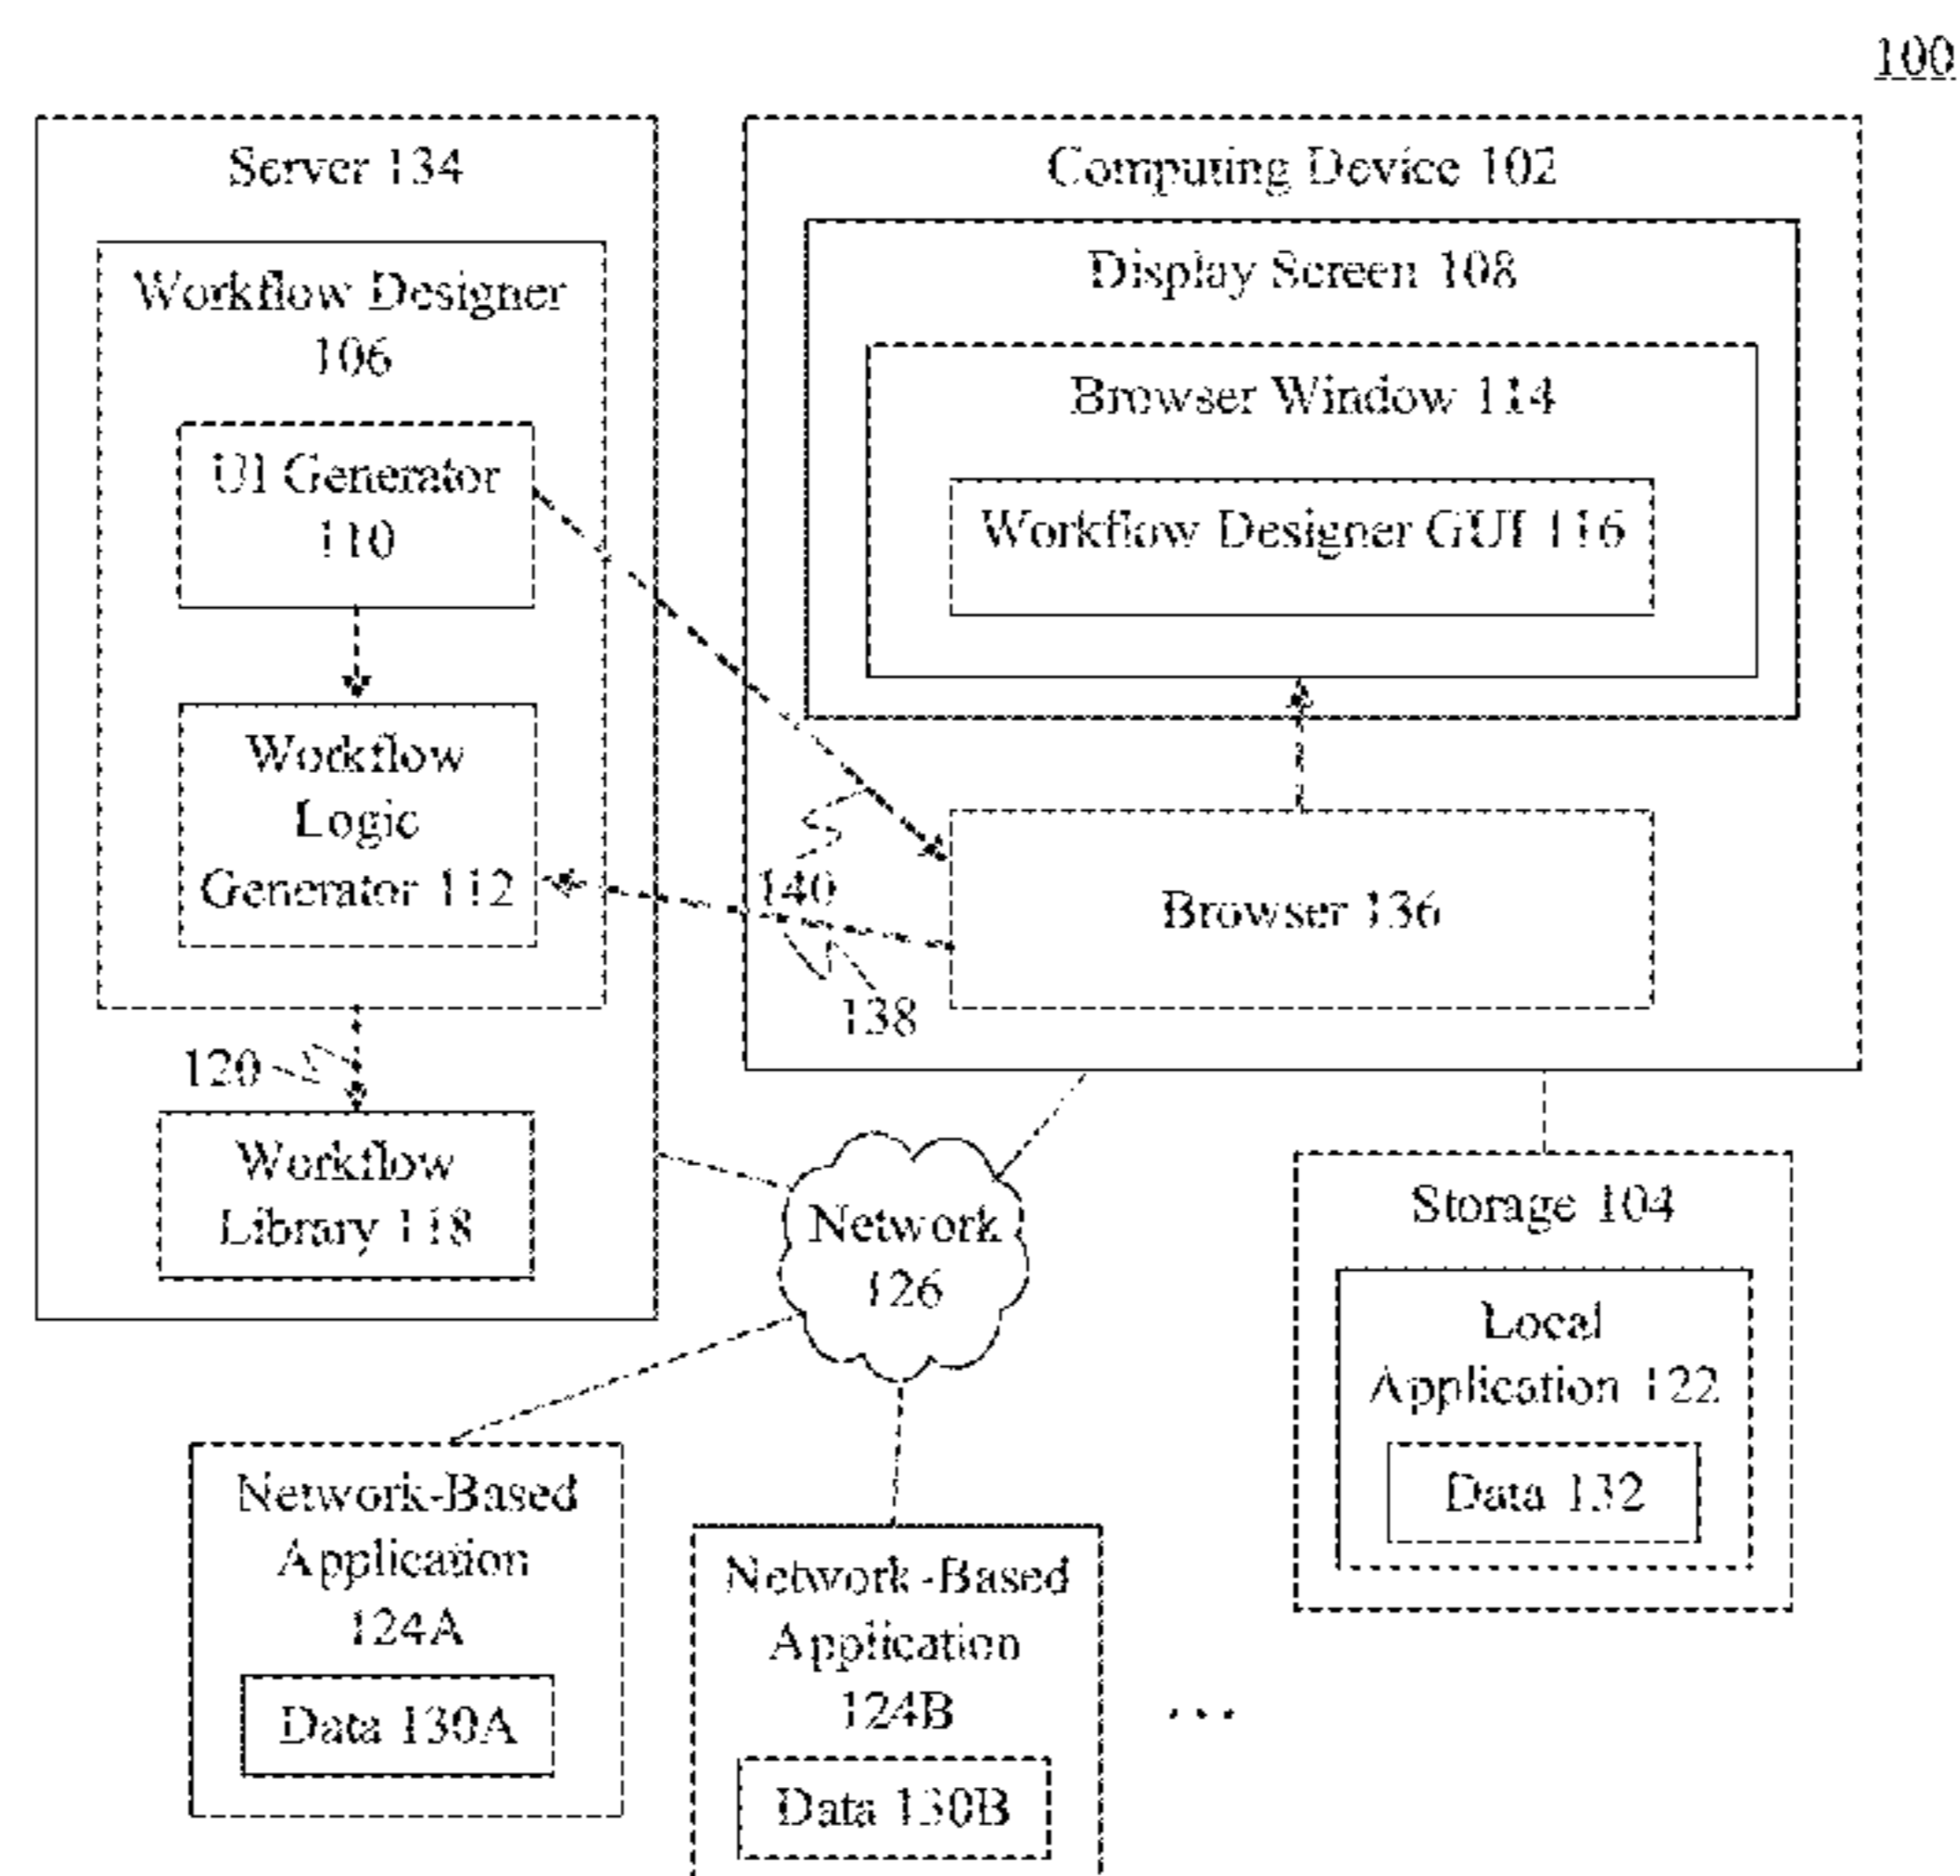 100
Server 134
Workflow Designer
106
UI Generator
110
Workflow
Logic
Generator 112
120
Workflow
Library 118
Computing Device 102
Display Screen 108
Browser Window 114
Workflow Designer GUI 116
140
Browser 136
138
Network
126
Storage 104
Local
Application 122
Data 132
Network-Based
Application
124A
Data 130A
Network-Based
Application
124B
Data 130B
...